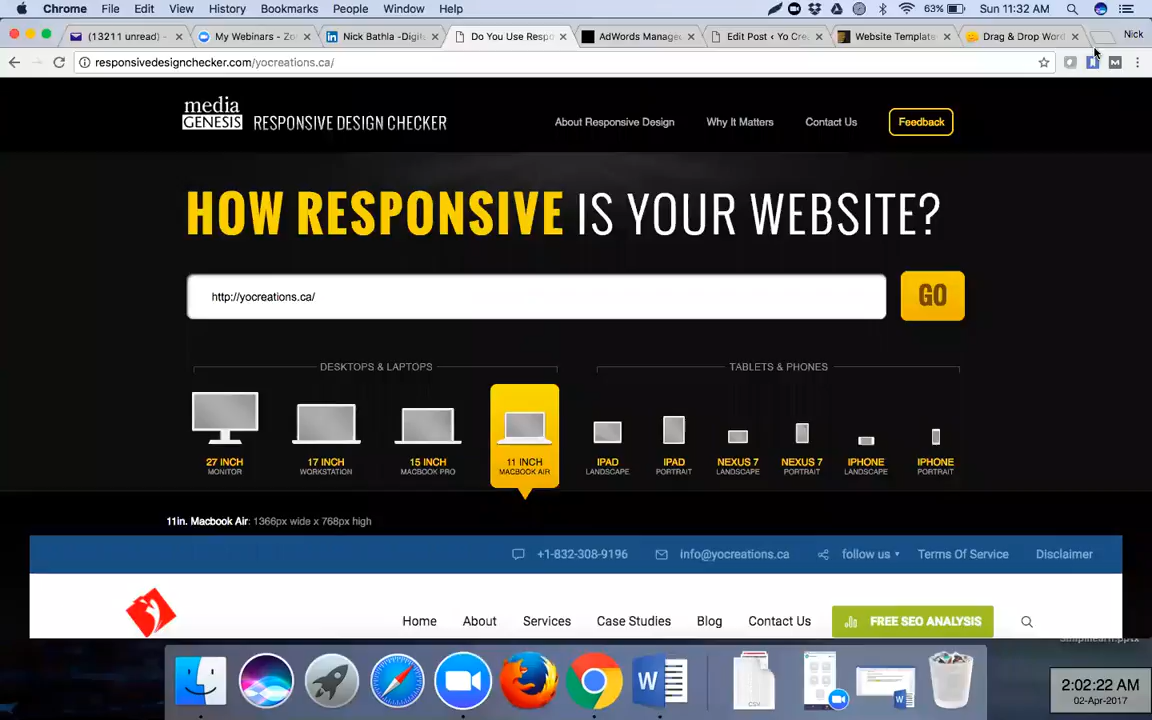 Chrome File Edit View History Bookmarks People Window Help 63% Sun 11:32 AM
(13211 unread) - My Webinars - Zo Nick Bathla -Digit Do You Use Respo AdWords Manage Edit Post ‹ Yo Cre Website Template Drag & Drop Word Nick
responsivedesignchecker.com/yocreations.ca/
media
GENESIS RESPONSIVE DESIGN CHECKER About Responsive Design Why It Matters Contact Us Feedback
HOW RESPONSIVE IS YOUR WEBSITE?
http://yocreations.ca/ GO
DESKTOPS & LAPTOPS TABLETS & PHONES
27 INCH 17 INCH 15 INCH 11 INCH IPAD IPAD NEXUS 7 NEXUS 7 IPHONE IPHONE
MONITOR WORKSTATION MACBOOK PRO MACBOOK AIR LANDSCAPE PORTRAIT LANDSCAPE PORTRAIT LANDSCAPE PORTRAIT
11in. Macbook Air: 1366px wide x 768px high
+1-832-308-9196 info@yocreations.ca follow us Terms Of Service Disclaimer
Home About Services Case Studies Blog Contact Us FREE SEO ANALYSIS
W
CSV
2:02:22 AM
02-Apr-2017